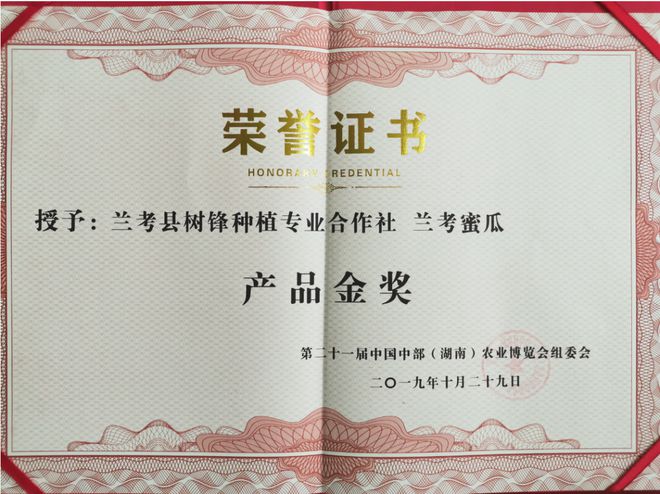 荣誉证书
HONORARY CREDENTIAL
授予：兰考县树锋种植专业合作社 兰考蜜瓜
产品金奖
第二十一届中国中部（湖南）农业博览会组委会
二〇一九年十月二十九日